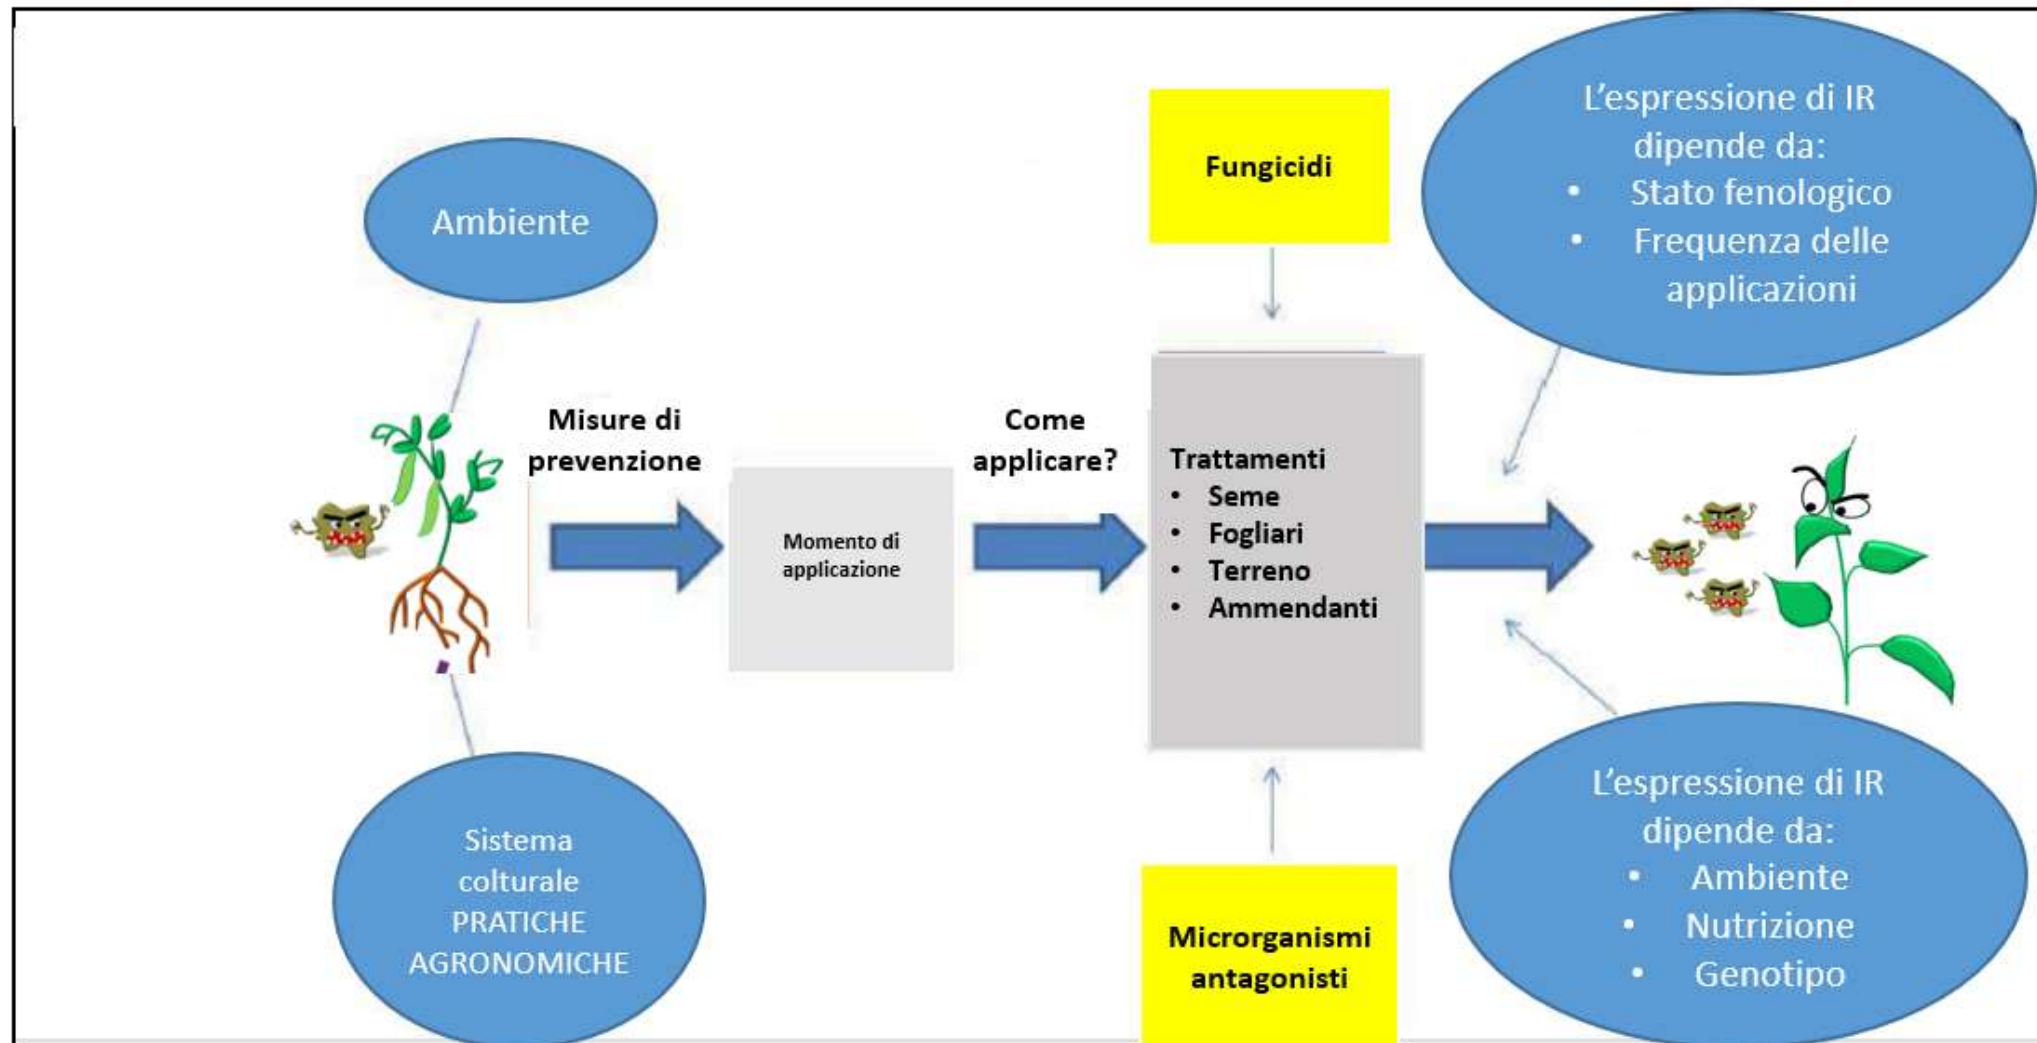 Ambiente
Misure di
prevenzione
Sistema
colturale
PRATICHE
AGRONOMICHE
Momento di
applicazione
Come
applicare?
Fungicidi
Trattamenti
• Seme
• Fogliari
• Terreno
• Ammendanti
Microrganismi
antagonisti
L'espressione di IR
dipende da:
• Stato fenologico
• Frequenza delle
applicazioni
L'espressione di IR
dipende da:
• Ambiente
• Nutrizione
• Genotipo